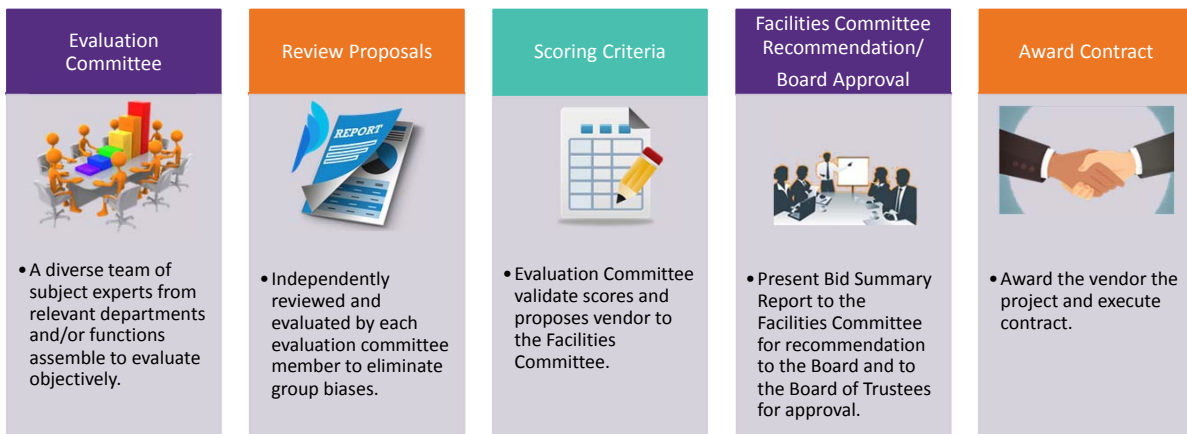 Evaluation
Committee
• A diverse team of
subject experts from
relevant departments
and/or functions
assemble to evaluate
objectively.
Review Proposals
REPORT
• Independently
reviewed and
evaluated by each
evaluation committee
member to eliminate
group biases.
Scoring Criteria
• Evaluation Committee
validate scores and
proposes vendor to
the Facilities
Committee.
Facilities Committee
Recommendation/
Board Approval
• Present Bid Summary
Report to the
Facilities Committee
for recommendation
to the Board and to
the Board of Trustees
for approval.
Award Contract
• Award the vendor the
project and execute
contract.